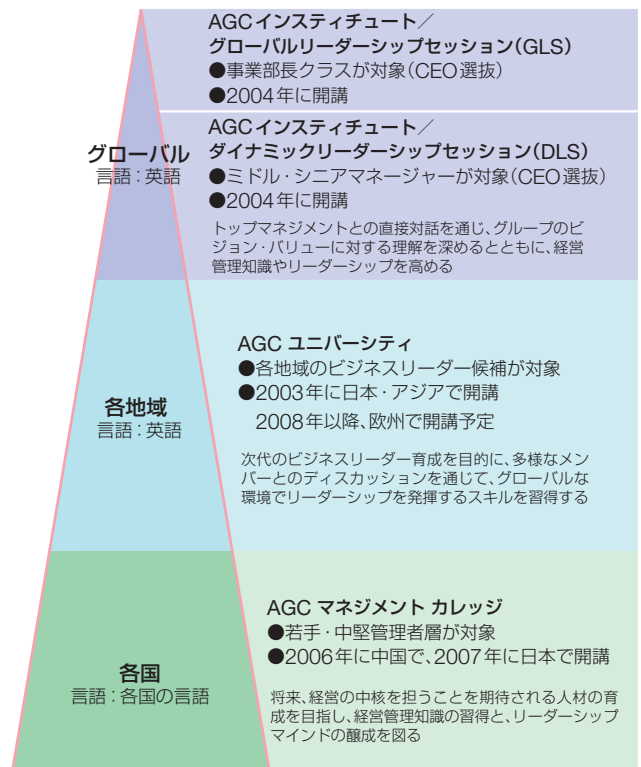 AGCインスティチュート／
グローバルリーダーシップセッション(GLS)
●事業部長クラスが対象(CEO選抜)
●2004年に開講
AGCインスティチュート／
ダイナミックリーダーシップセッション(DLS)
●ミドル・シニアマネージャーが対象(CEO選抜)
●2004年に開講
トップマネジメントとの直接対話を通じ、グループのビ
ジョン・バリューに対する理解を深めるとともに、経営
管理知識やリーダーシップを高める
グローバル
言語：英語
AGC ユニバーシティ
●各地域のビジネスリーダー候補が対象
●2003年に日本・アジアで開講
2008年以降、欧州で開講予定
次代のビジネスリーダー育成を目的に、多様なメン
バーとのディスカッションを通じて、グローバルな
環境でリーダーシップを発揮するスキルを習得する
各地域
言語：英語
AGC マネジメント カレッジ
●若手・中堅管理者層が対象
●2006年に中国で、2007年に日本で開講
将来、経営の中核を担うことを期待される人材の育
成を目指し、経営管理知識の習得と、リーダーシップ
マインドの醸成を図る
各国
言語：各国の言語